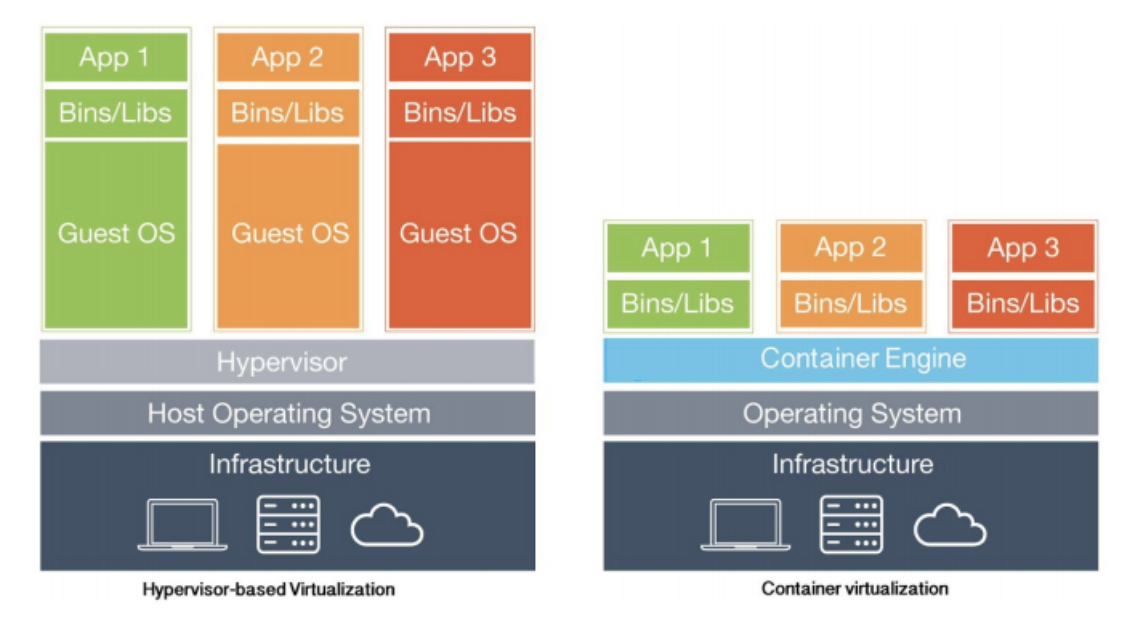 App 1
App 2
App 3
Bins/Libs
Bins/Libs
Bins/Libs
Guest OS
Guest OS
Guest OS
Hypervisor
Host Operating System
Infrastructure
Hypervisor-based Virtualization
App 1
App 2
App 3
Bins/Libs
Bins/Libs
Bins/Libs
Container Engine
Operating System
Infrastructure
Container virtualization